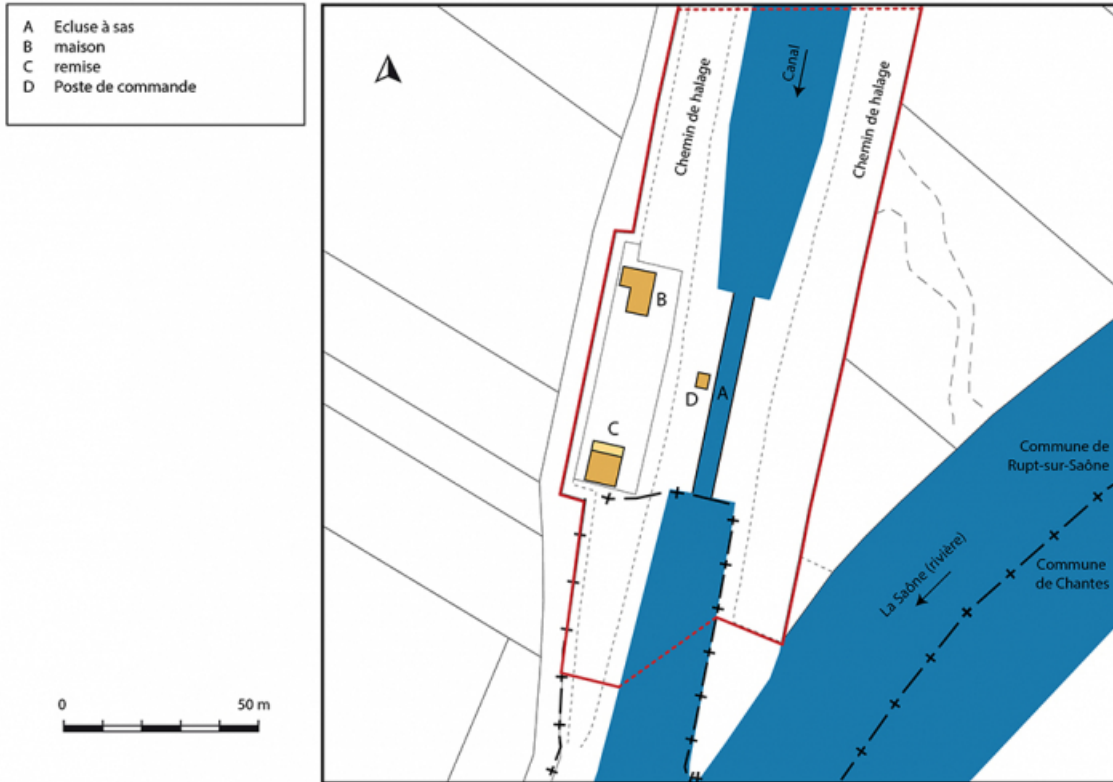 A Ecluse à sas
B maison
C remise
D Poste de commande
Chemin de halage
Canal
Chemin de halage
B
D
A
C
Commune de
Rupt-sur-Saône
La Saône (rivière)
Commune
de Chantes
0 50 m